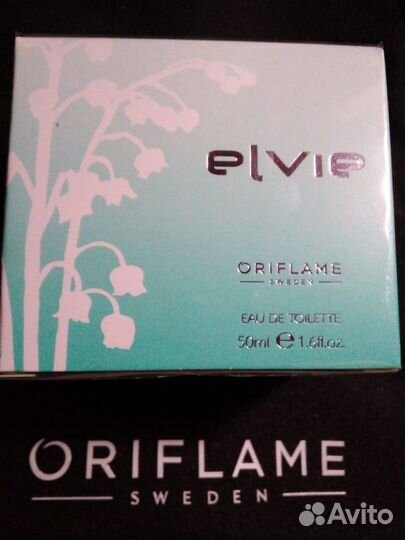 elvie
ORIFLAME
SWEDEN
EAU DE TOILETTE
50ml e 1.6fl.oz.
ORIFLAME
SWEDEN
Avito